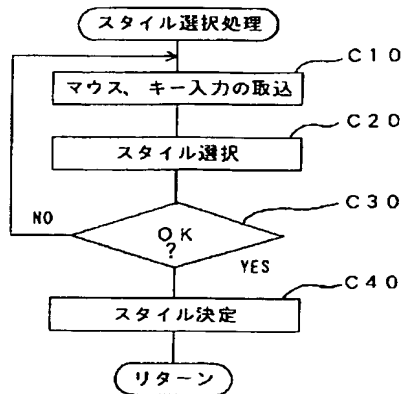 スタイル選択処理
C10
マウス、キー入力の取込
C20
スタイル選択
C30
NO
OK
?
YES
C40
スタイル決定
リターン